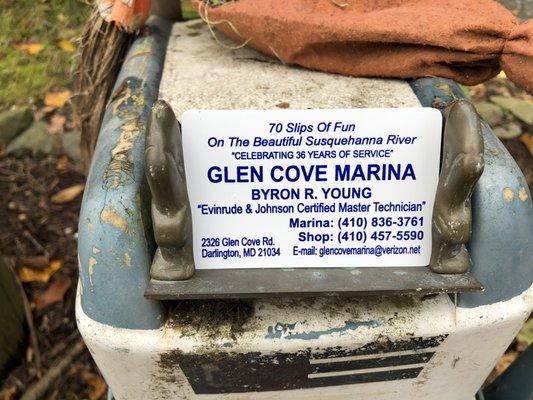 70 Slips Of Fun
On The Beautiful Susquehanna River
"CELEBRATING 36 YEARS OF SERVICE"
GLEN COVE MARINA
BYRON R. YOUNG
"Evinrude & Johnson Certified Master Technician"
Marina: (410) 836-3761
Shop: (410) 457-5590
2326 Glen Cove Rd.
Darlington, MD 21034
E-mail: glencovemarina@verizon.net